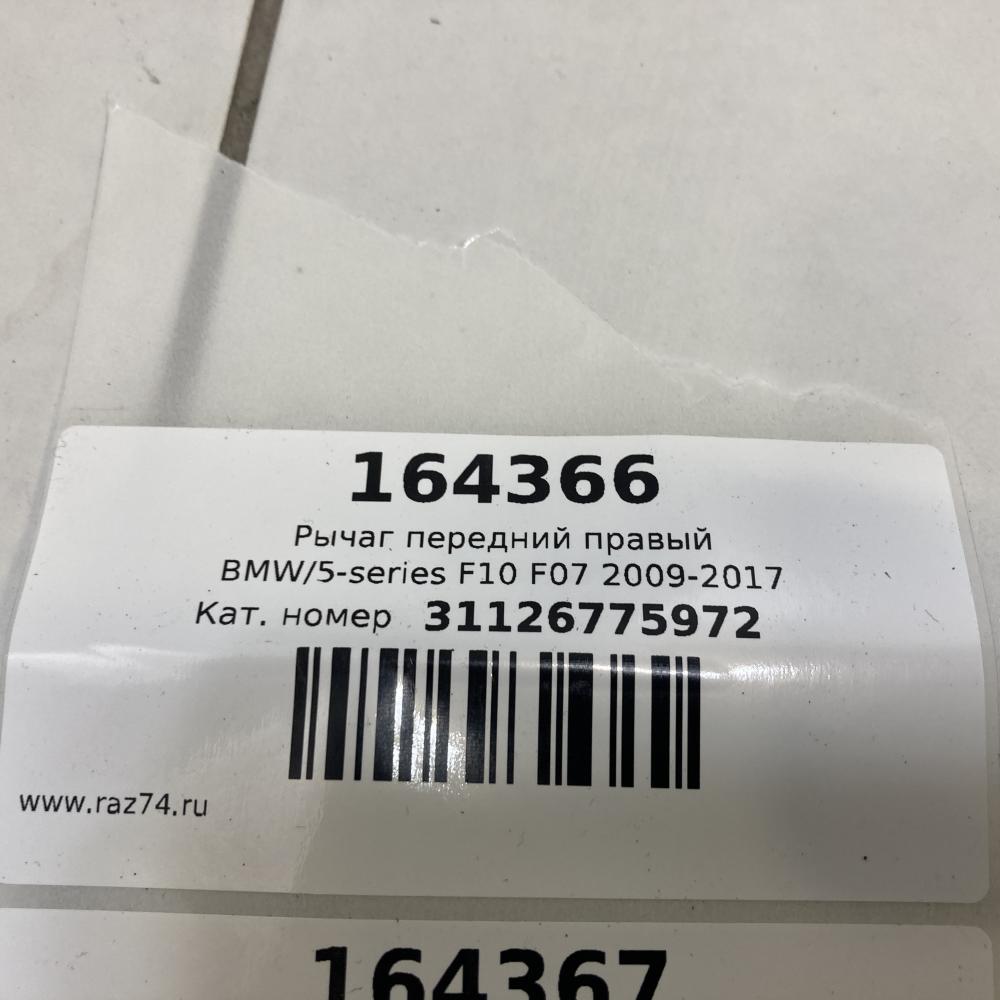 164366
Рычаг передний правый
BMW/5-series F10 F07 2009-2017
Кат. номер 31126775972
www.raz74.ru
164367